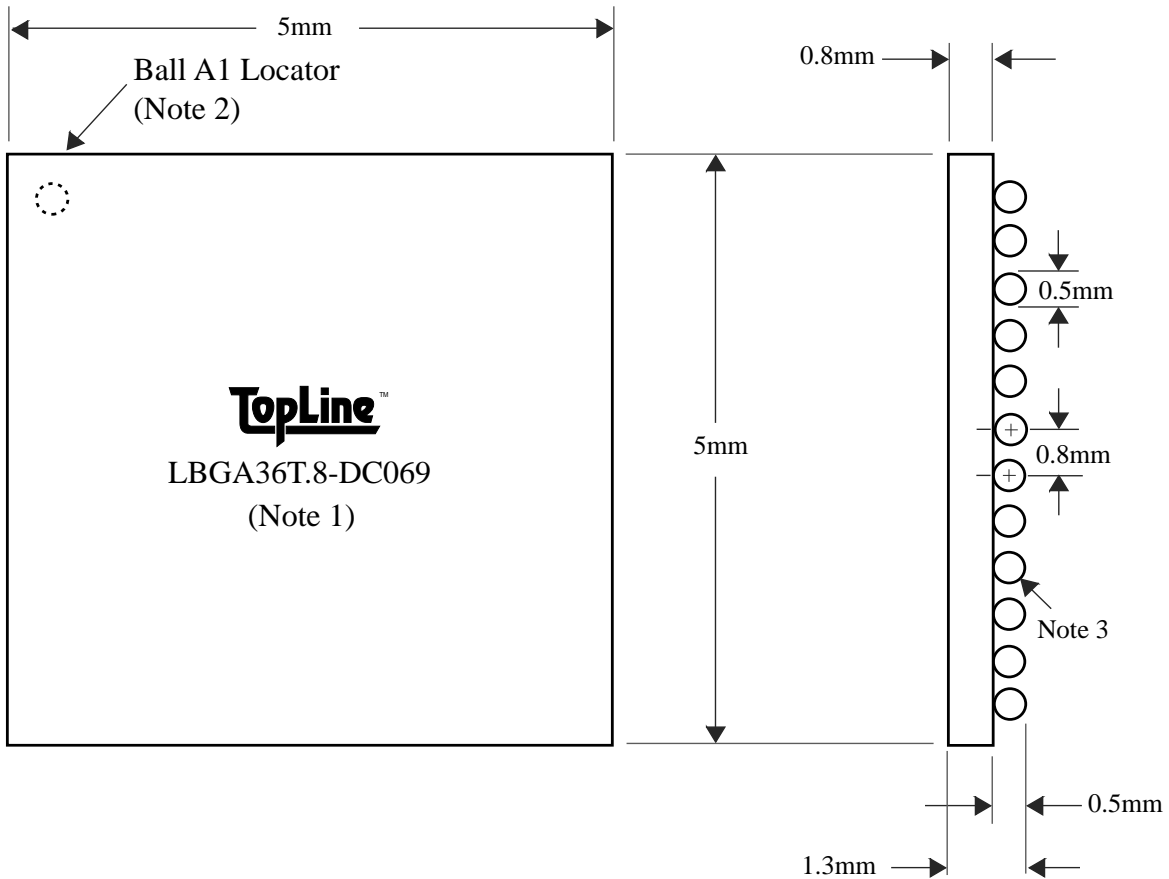 5mm
Ball A1 Locator
(Note 2)
0.8mm
0.5mm
TopLine™
LBGA36T.8-DC069
(Note 1)
5mm
0.8mm
Note 3
0.5mm
1.3mm